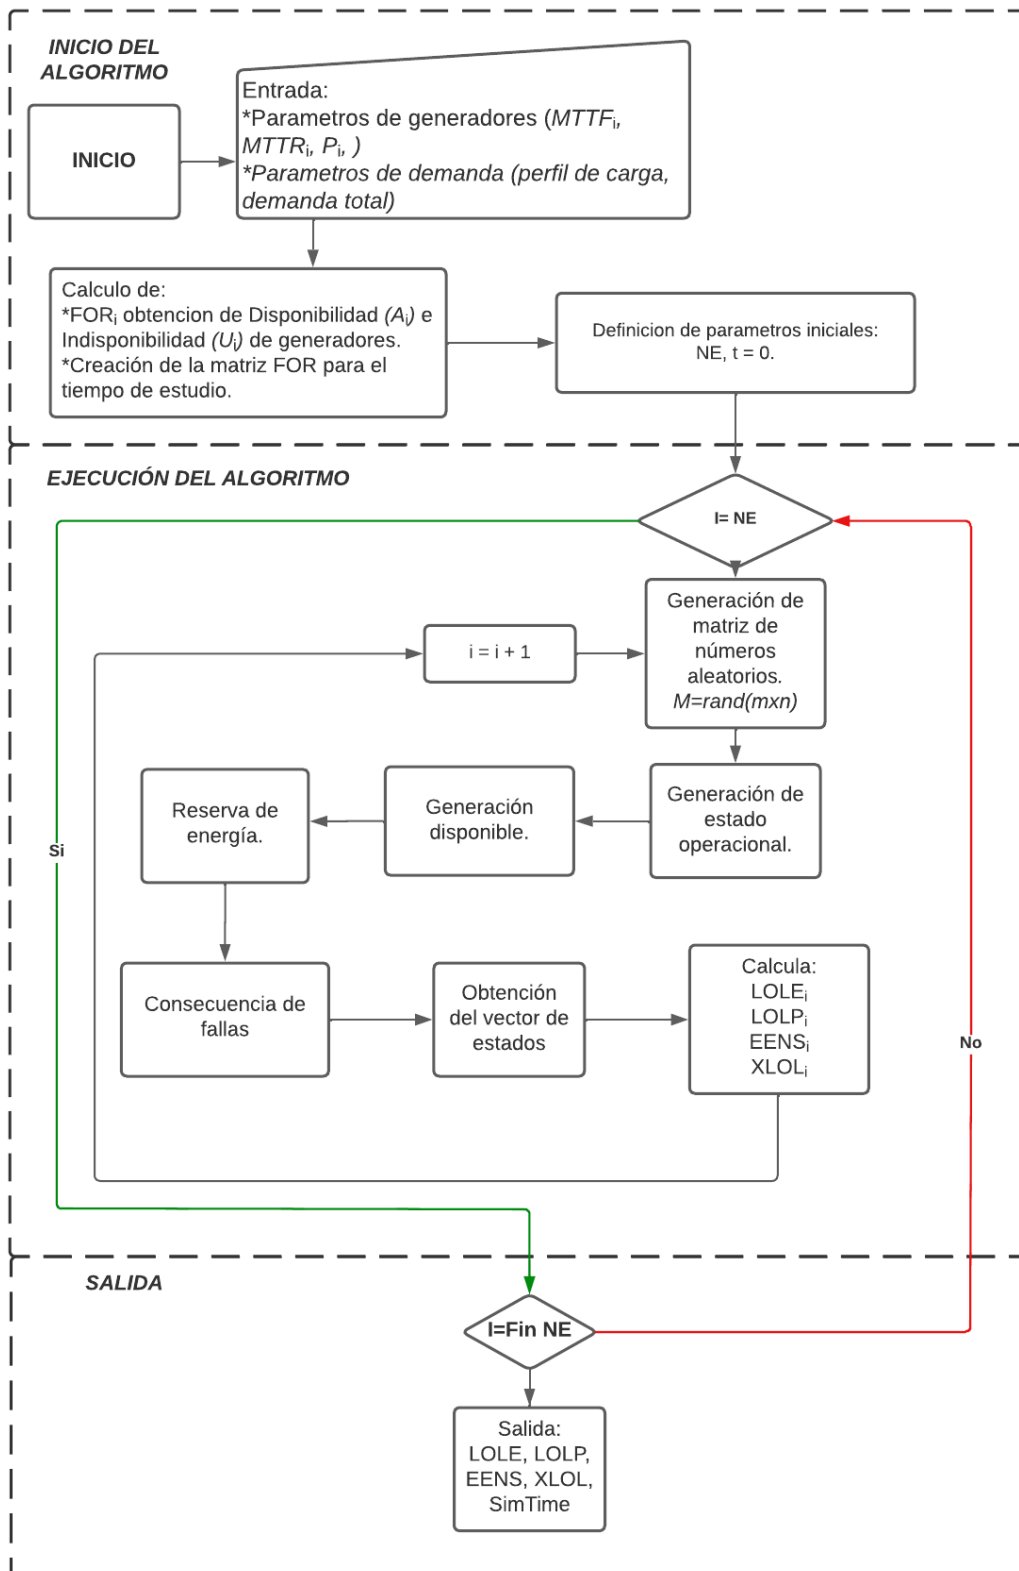 INICIO DEL
ALGORITMO
INICIO
Entrada:
*Parametros de generadores (MTTFi,
MTTRi, Pi, )
*Parametros de demanda (perfil de carga,
demanda total)
Calculo de:
*FORi obtencion de Disponibilidad (Ai) e
Indisponibilidad (Ui) de generadores.
*Creación de la matriz FOR para el
tiempo de estudio.
Definicion de parametros iniciales:
NE, t = 0.
EJECUCIÓN DEL ALGORITMO
I= NE
Generación de
matriz de
números
aleatorios.
M=rand(mxn)
i = i + 1
Generación de
estado
operacional.
Generación
disponible.
Reserva de
energía.
Si
Consecuencia de
fallas
Obtención
del vector de
estados
Calcula:
LOLEi
LOLPi
EENSi
XLOLi
No
SALIDA
I=Fin NE
Salida:
LOLE, LOLP,
EENS, XLOL,
SimTime